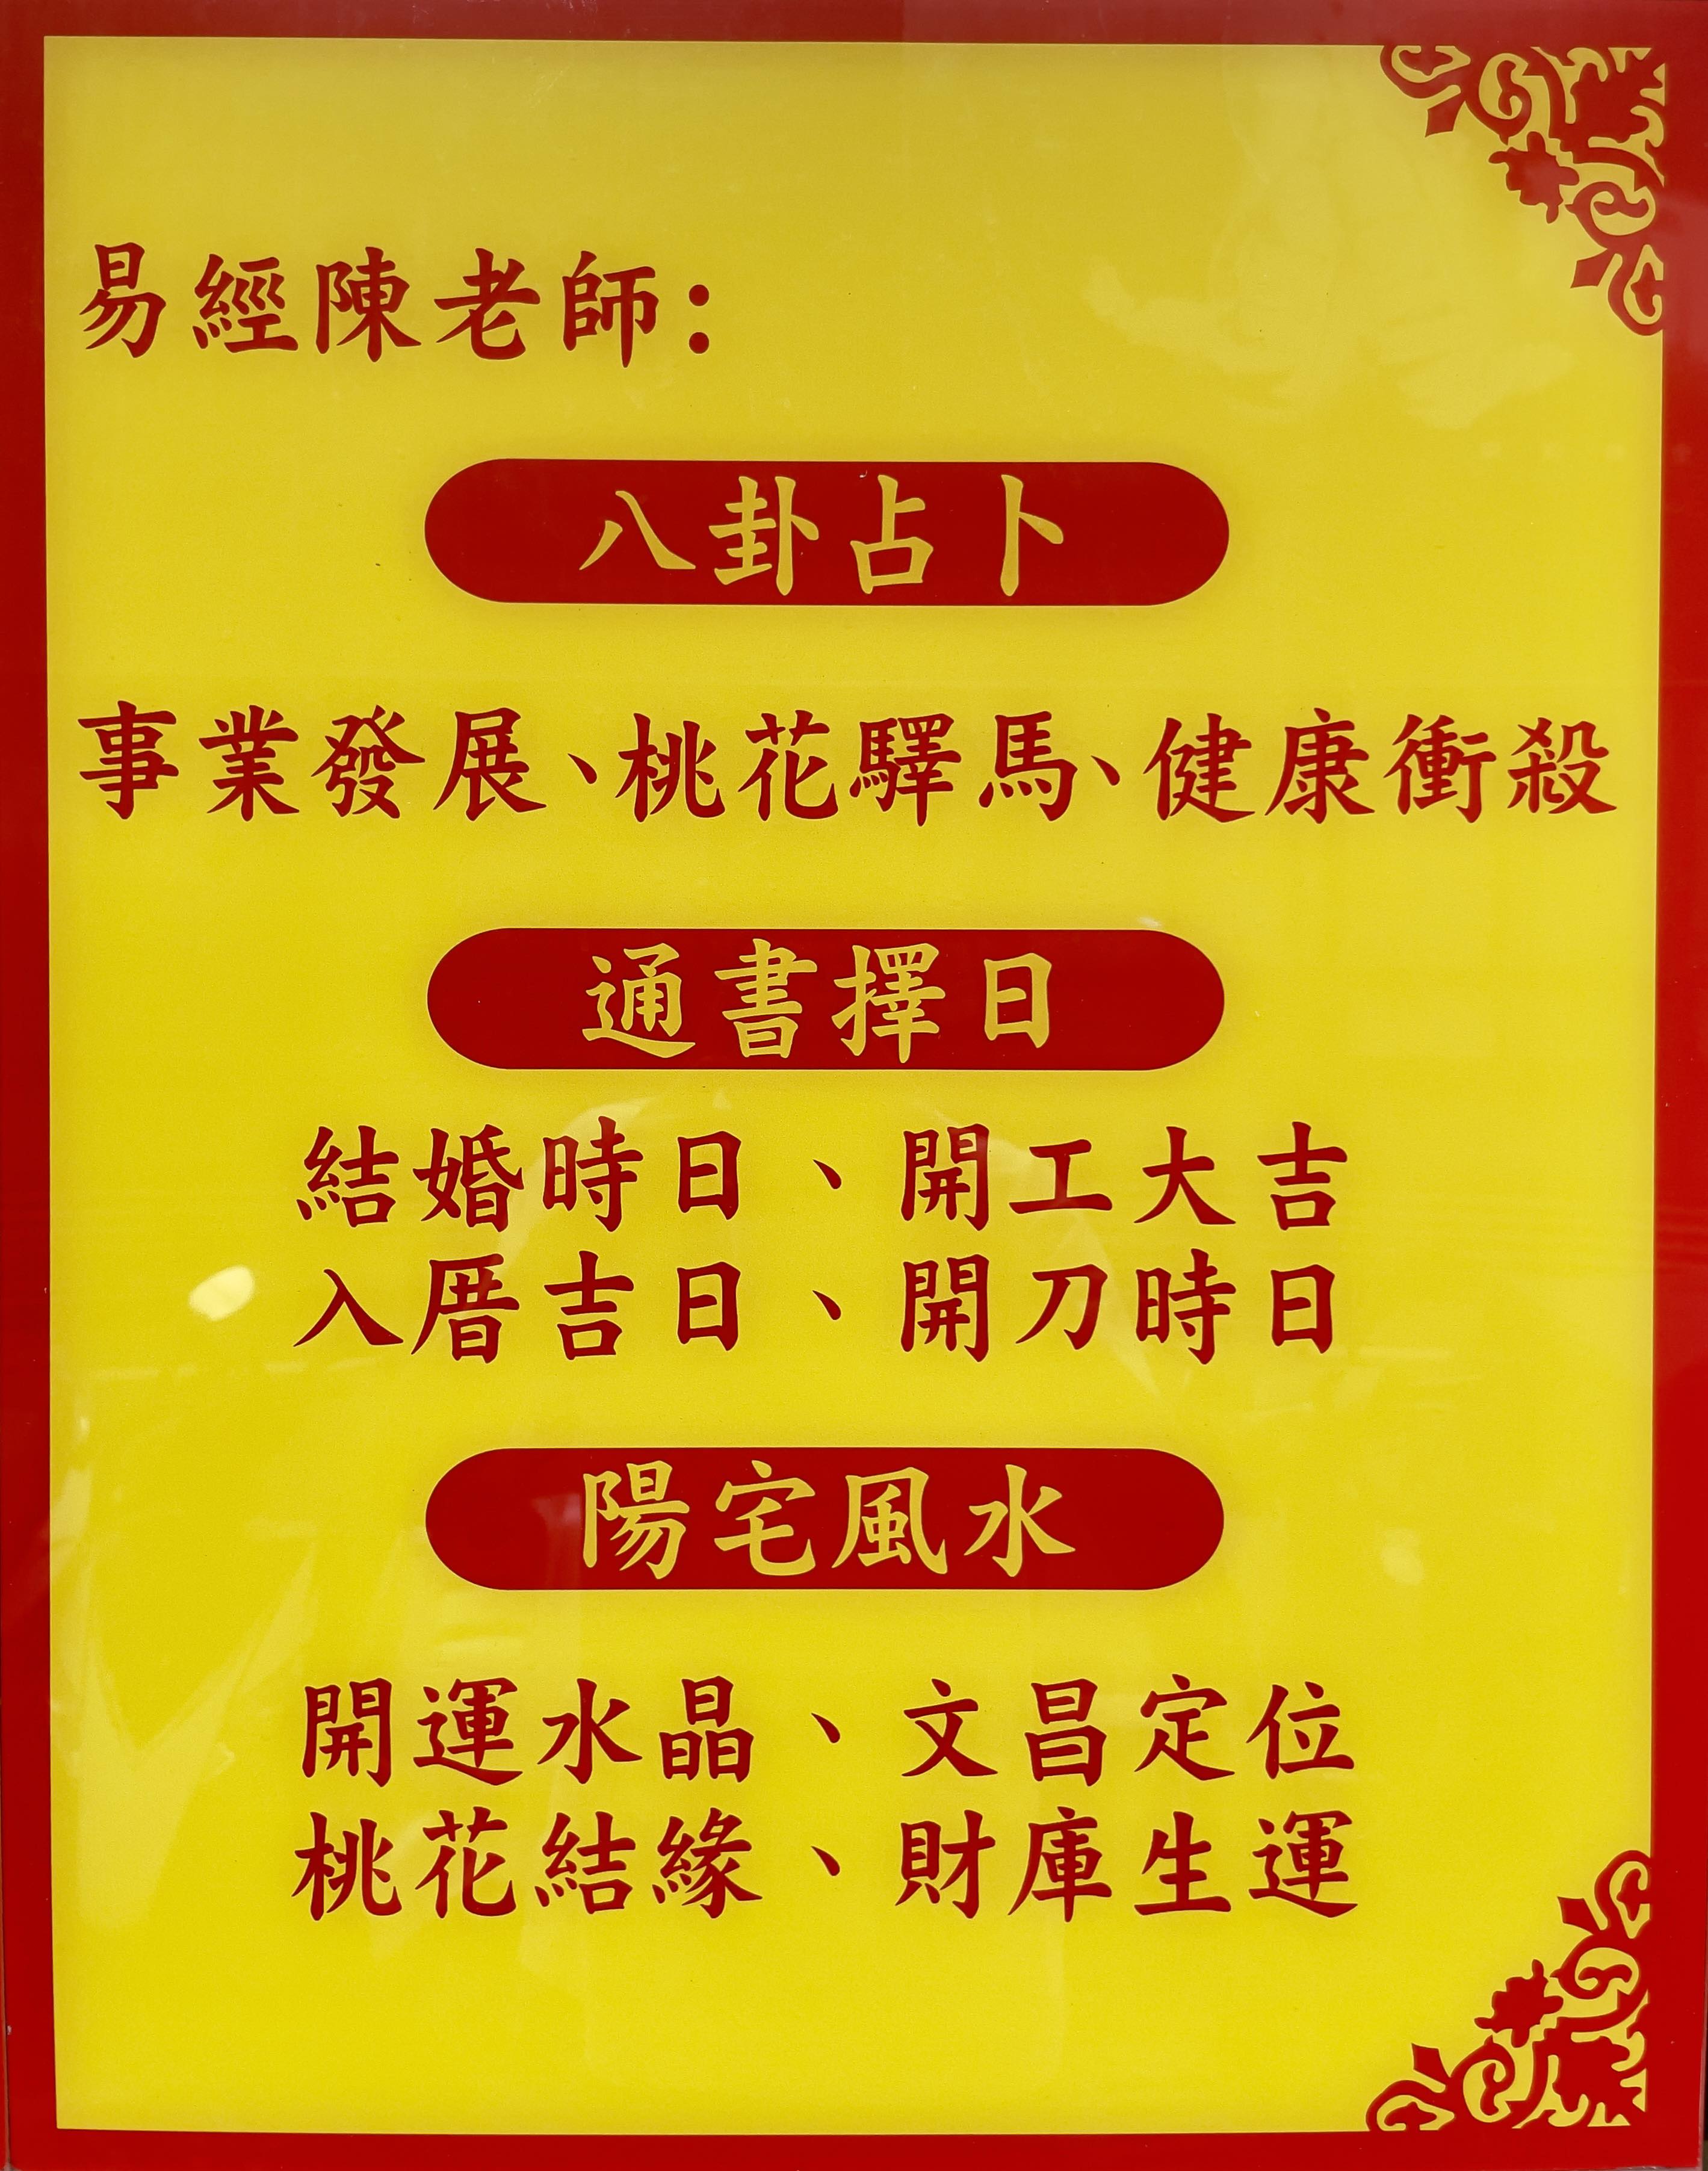 易經陳老師：
八卦占卜
事業發展、桃花驛馬、健康衝殺
通書擇日
結婚時日、開工大吉
入厝吉日、開刀時日
陽宅風水
開運水晶、文昌定位
桃花結緣、財庫生運